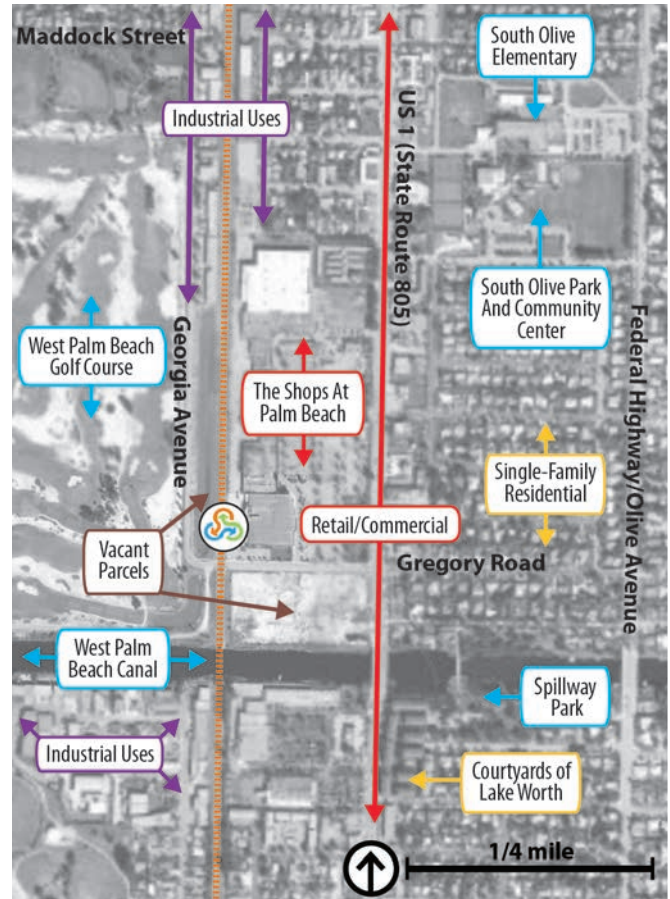 Maddock Street
South Olive
Elementary
Industrial Uses
US 1 (State Route 805)
South Olive Park
And Community
Center
West Palm Beach
Golf Course
Georgia Avenue
The Shops At
Palm Beach
Federal Highway/Olive Avenue
Single-Family
Residential
Retail/Commercial
Vacant
Parcels
Gregory Road
West Palm
Beach Canal
Spillway
Park
Industrial Uses
Courtyards of
Lake Worth
1/4 mile